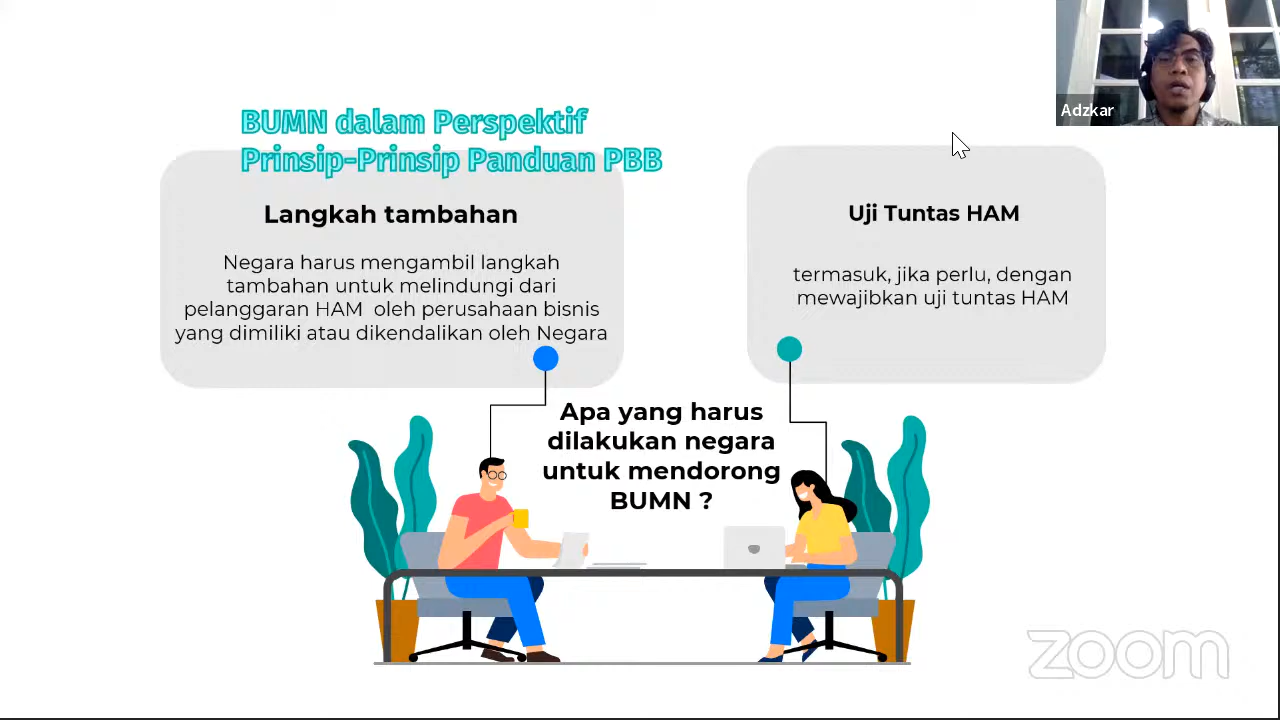 Adzkar
BUMN dalam Perspektif
Prinsip-Prinsip Panduan PBB
Langkah tambahan
Negara harus mengambil langkah
tambahan untuk melindungi dari
pelanggaran HAM oleh perusahaan bisnis
yang dimiliki atau dikendalikan oleh Negara
Uji Tuntas HAM
termasuk, jika perlu, dengan
mewajibkan uji tuntas HAM
Apa yang harus
dilakukan negara
untuk mendorong
BUMN ?
zoom